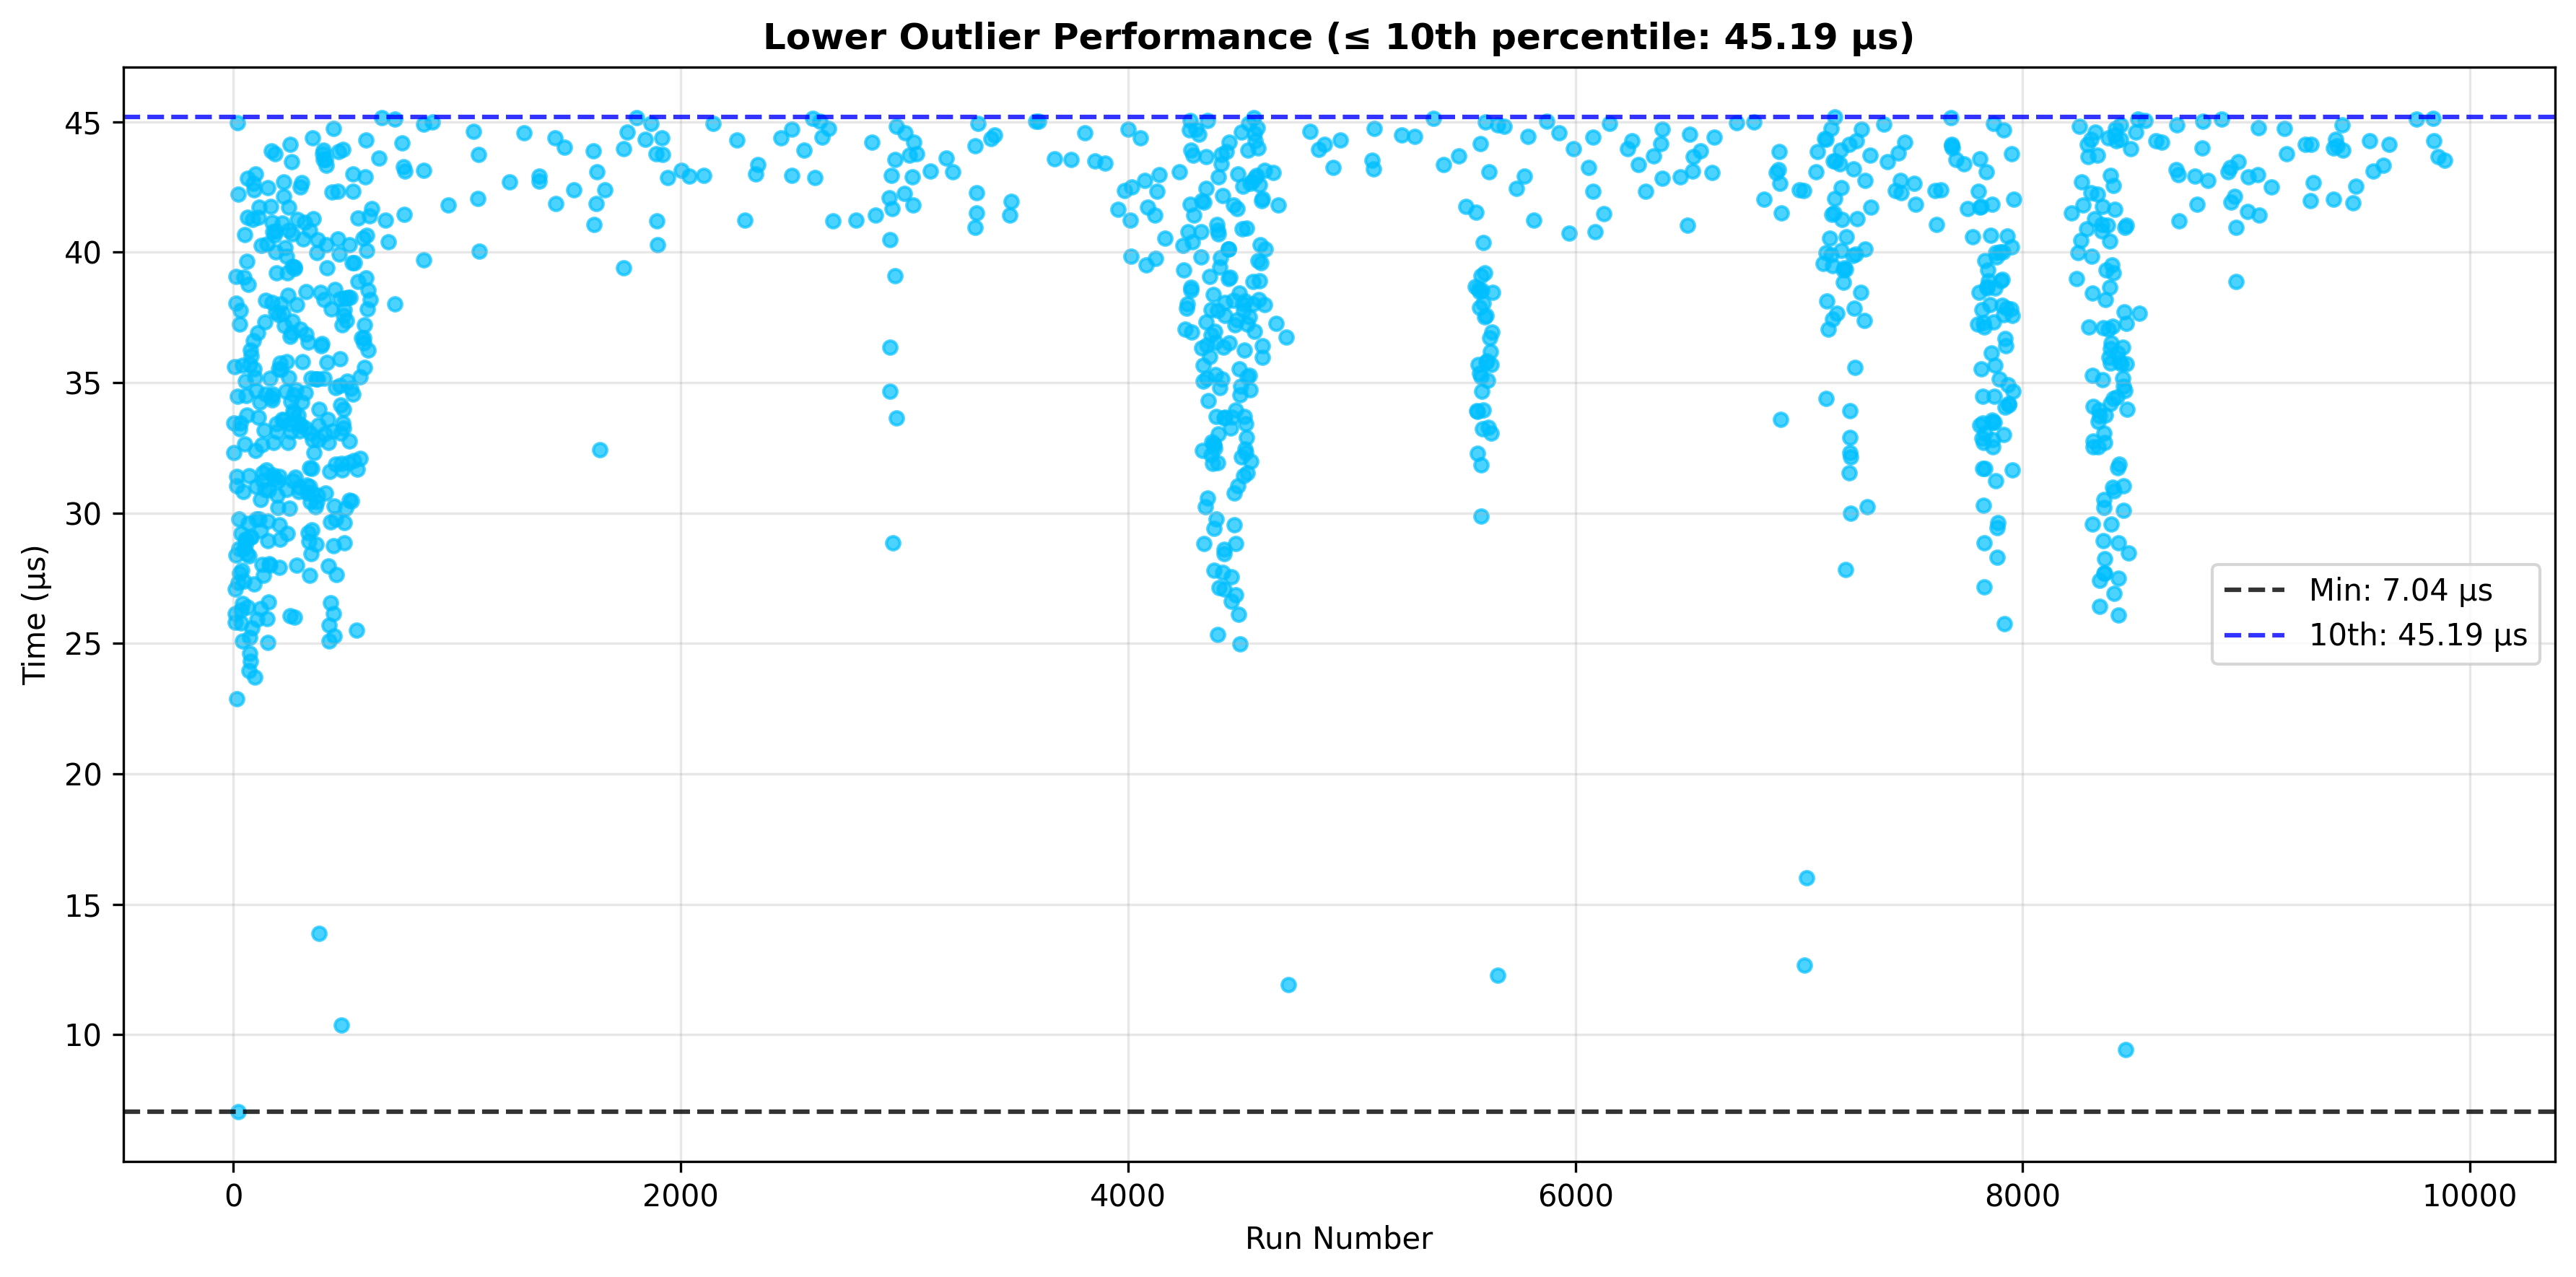 Lower Outlier Performance (≤ 10th percentile: 45.19 µs)
45
40
35
30
25
20
15
10
Time (µs)
Min: 7.04 µs
10th: 45.19 µs
0
2000
4000
6000
8000
10000
Run Number